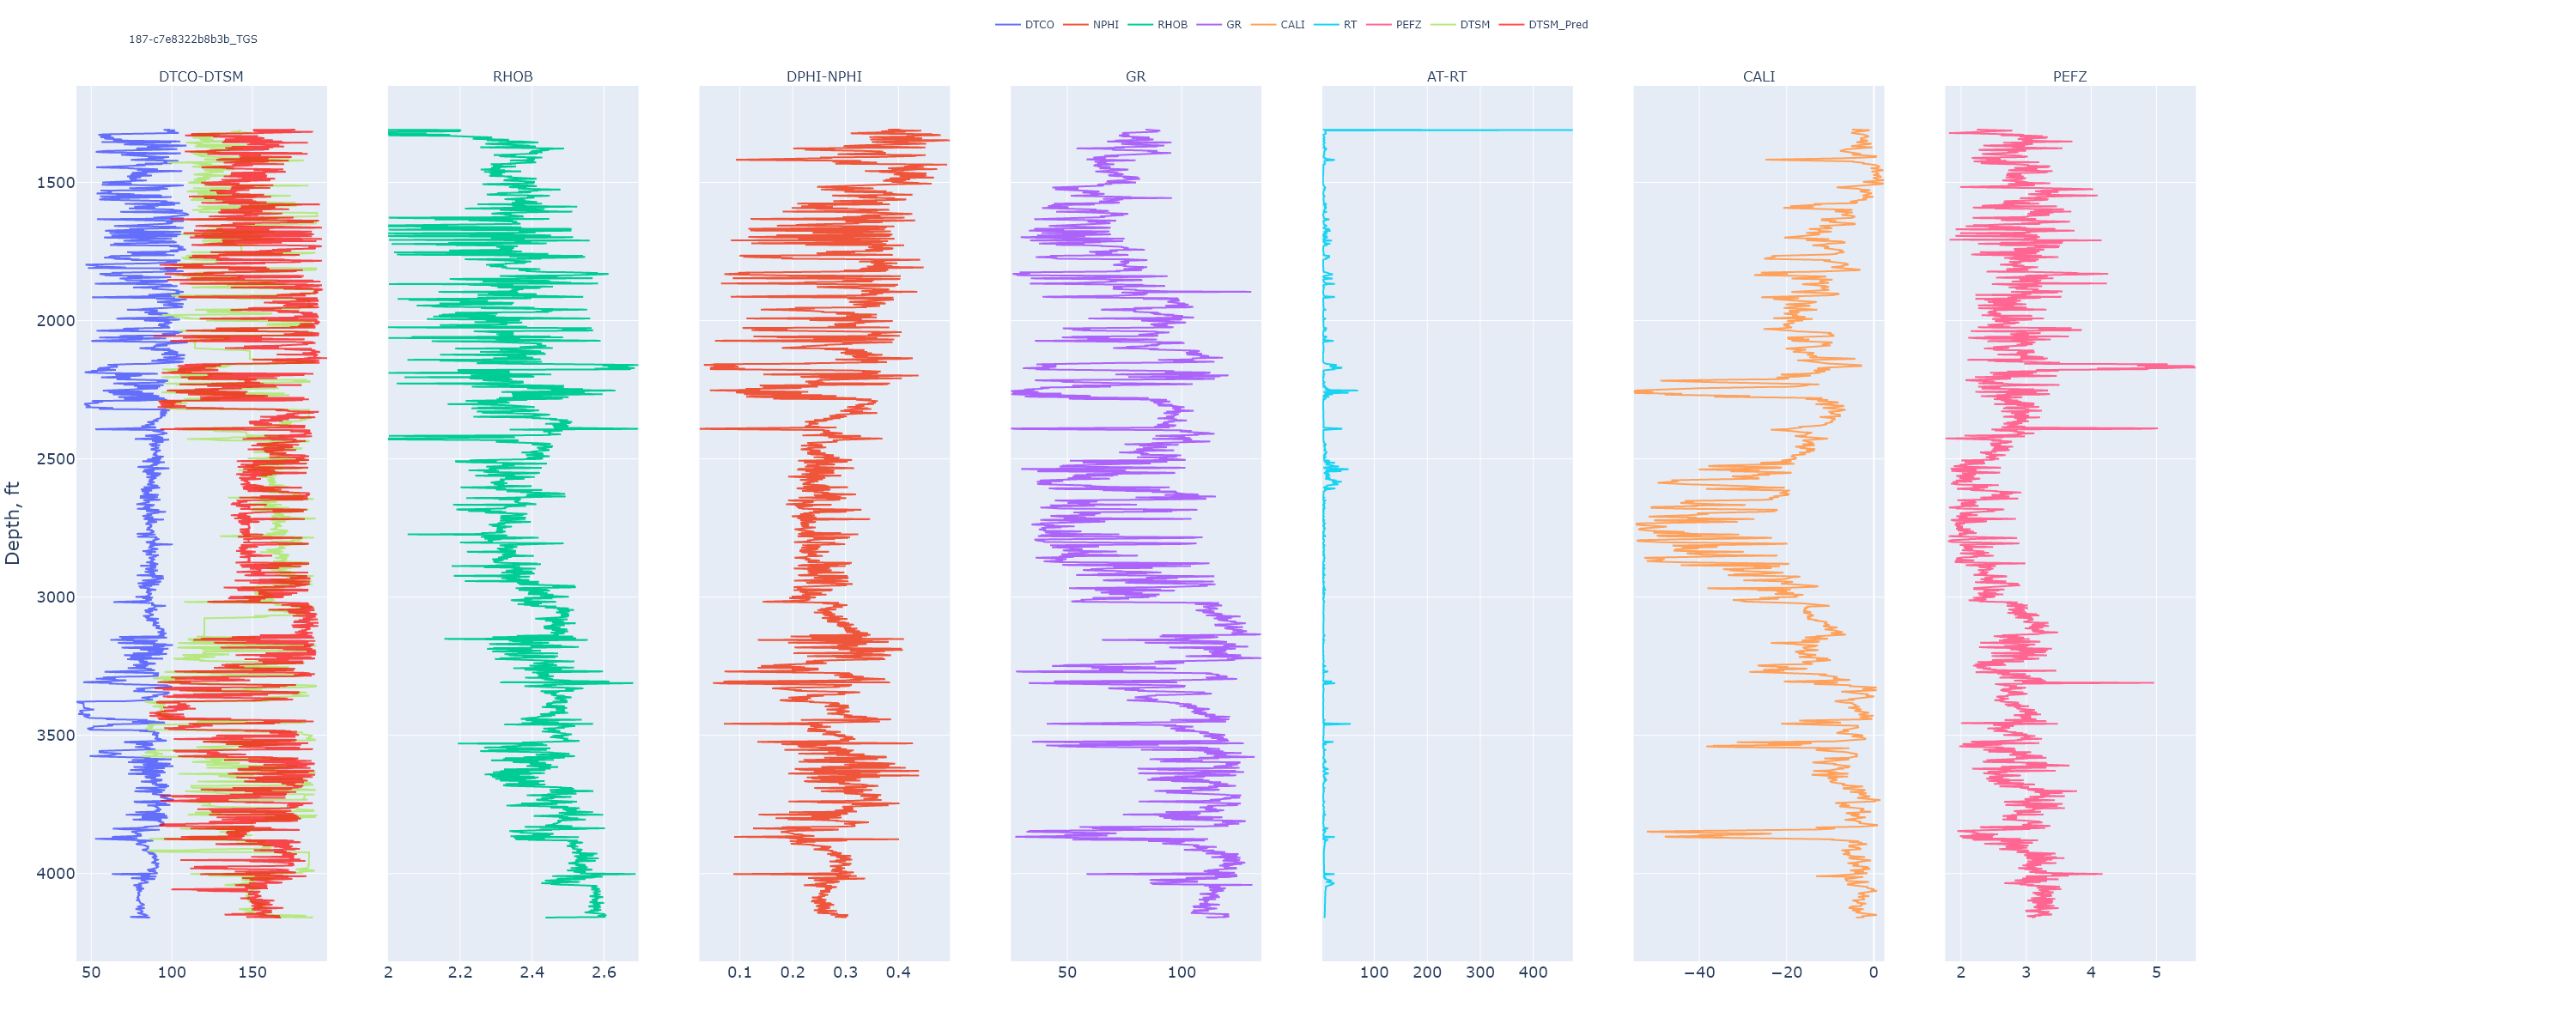 DTCO NPHI RHOB GR CALI RT PEFZ DTSM DTSM_Pred
187-c7e8322b8b3b_TGS
DTCO-DTSM RHOB DPHI-NPHI GR AT-RT CALI PEFZ
1500
2000
2500
3000
3500
4000
Depth, ft
50 100 150 2 2.2 2.4 2.6 0.1 0.2 0.3 0.4 50 100 100 200 300 400 −40 −20 0 2 3 4 5